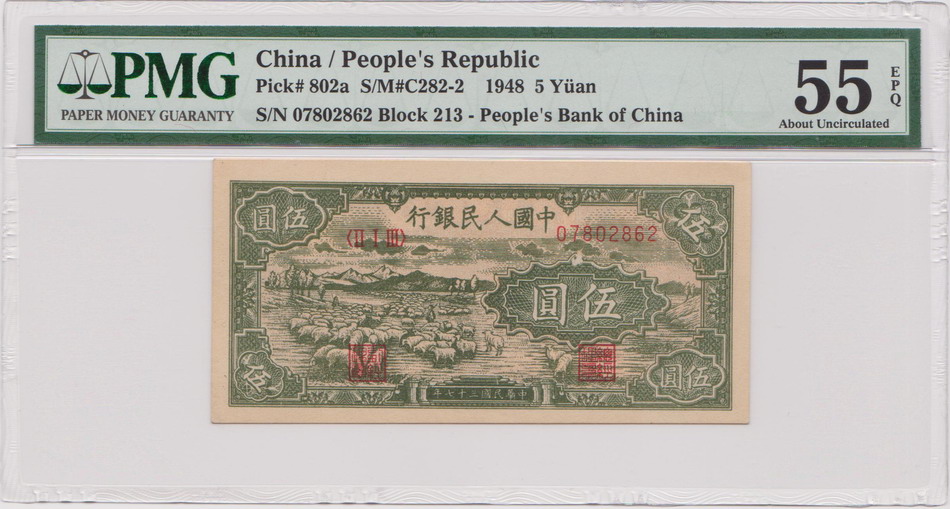 PMG
PAPER MONEY GUARANTY
China / People's Republic
Pick# 802a S/M#C282-2 1948 5 Yüan
S/N 07802862 Block 213 - People's Bank of China
55
EPQ
About Uncirculated
行銀民人國中
圓伍
伍
(II I III)
07802862
圓伍
伍
圓伍
年七十三國民華中